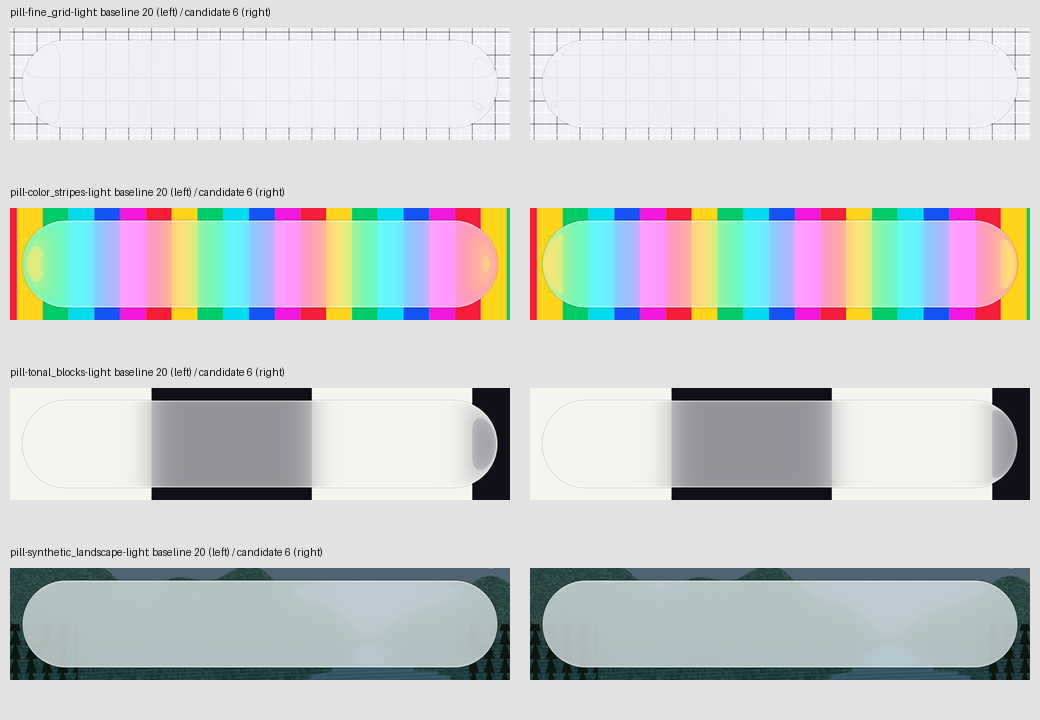 pill-fine_grid-light: baseline 20 (left) / candidate 6 (right)
pill-color_stripes-light: baseline 20 (left) / candidate 6 (right)
pill-tonal_blocks-light: baseline 20 (left) / candidate 6 (right)
pill-synthetic_landscape-light: baseline 20 (left) / candidate 6 (right)